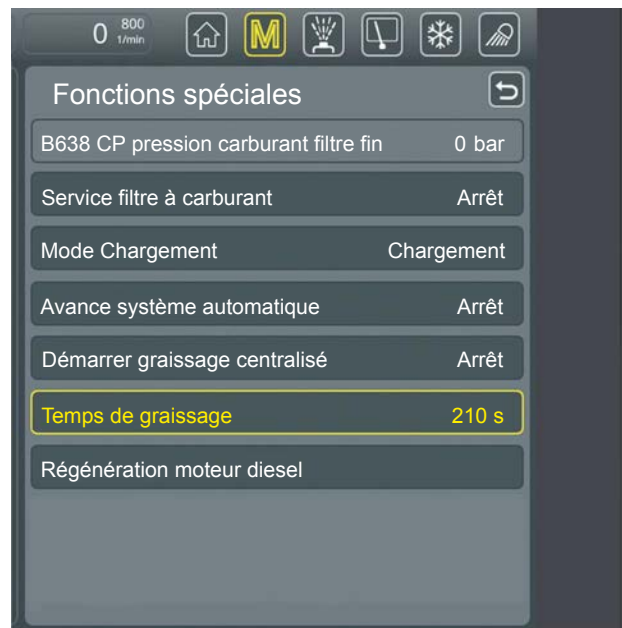 0 800 1/min M
Fonctions spéciales
B638 CP pression carburant filtre fin 0 bar
Service filtre à carburant Arrêt
Mode Chargement Chargement
Avance système automatique Arrêt
Démarrer graissage centralisé Arrêt
Temps de graissage 210 s
Régénération moteur diesel